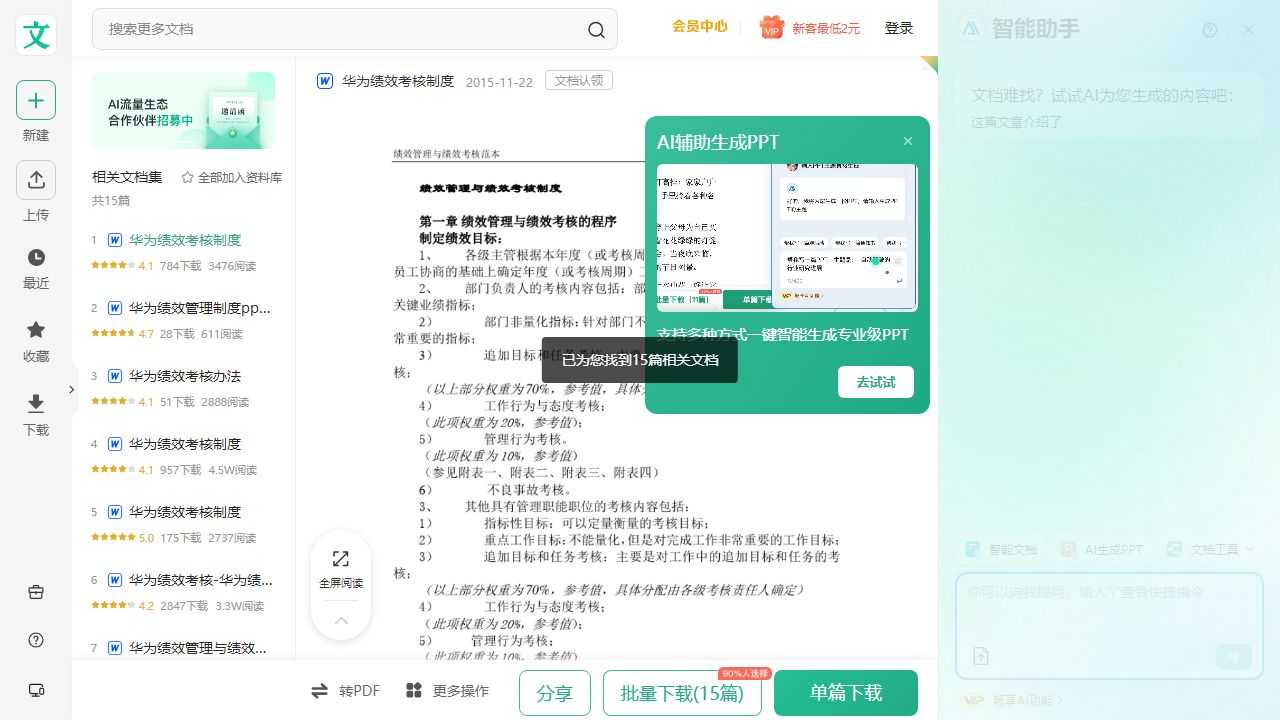 文
搜索更多文档
会员中心
VIP
新客最低2元
登录
新建
上传
最近
收藏
下载
AI流量生态
合作伙伴招募中
邀请函
相关文档集
全部加入资料库
共15篇
1 华为绩效考核制度
4.1 784下载 3476阅读
2 华为绩效管理制度pp...
4.7 28下载 611阅读
3 华为绩效考核办法
4.1 51下载 2888阅读
4 华为绩效考核制度
4.1 957下载 4.5W阅读
5 华为绩效考核制度
5.0 175下载 2737阅读
6 华为绩效考核-华为绩...
4.2 2847下载 3.3W阅读
7 华为绩效管理与绩效...
华为绩效考核制度 2015-11-22 文档认领
绩效管理与绩效考核范本
绩效管理与绩效考核制度
第一章 绩效管理与绩效考核的程序
制定绩效目标:
1、 各级主管根据本年度（或考核周
员工协商的基础上确定年度（或考核周期）
2、 部门负责人的考核内容包括：部
关键业绩指标;
2） 部门非量化指标: 针对部门不
常重要的指标;
3） 追加目标和任
核;
（以上部分权重为70%，参考值，具体分
4） 工作行为与态度考核;
（此项权重为 20%，参考值）;
5） 管理行为考核。
（此项权重为 10%，参考值）
（参见附表一、附表二、附表三、附表四）
6） 不良事故考核。
3、 其他具有管理职能职位的考核内容包括:
1） 指标性目标: 可以定量衡量的考核目标;
2） 重点工作目标: 不能量化, 但是对完成工作非常重要的工作目标;
3） 追加目标和任务考核: 主要是对工作中的追加目标和任务的考
核;
（以上部分权重为70%，参考值，具体分配由各级考核责任人确定）
4） 工作行为与态度考核;
（此项权重为 20%，参考值）;
5） 管理行为考核;
（此项权重为 10%，参考值）
AI辅助生成PPT
批量下载 (11篇)
单篇下载
支持多种方式一键智能生成专业级PPT
去试试
已为您找到15篇相关文档
全屏阅读
转PDF
更多操作
分享
批量下载(15篇)
90%人选择
单篇下载
智能助手
文档难找？试试AI为您生成的内容吧：
这篇文章介绍了
智能文档
AI生成PPT
文档工具
VIP 畅享AI功能